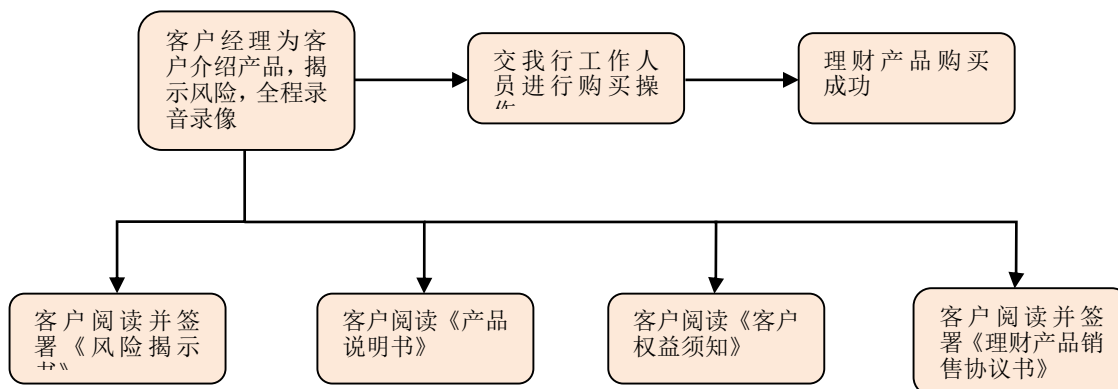 客户经理为客
户介绍产品，揭
示风险，全程录
音录像
交我行工作人
员进行购买操
作
理财产品购买
成功
客户阅读并签
署《风险揭示
书》
客户阅读《产品
说明书》
客户阅读《客户
权益须知》
客户阅读并签
署《理财产品销
售协议书》